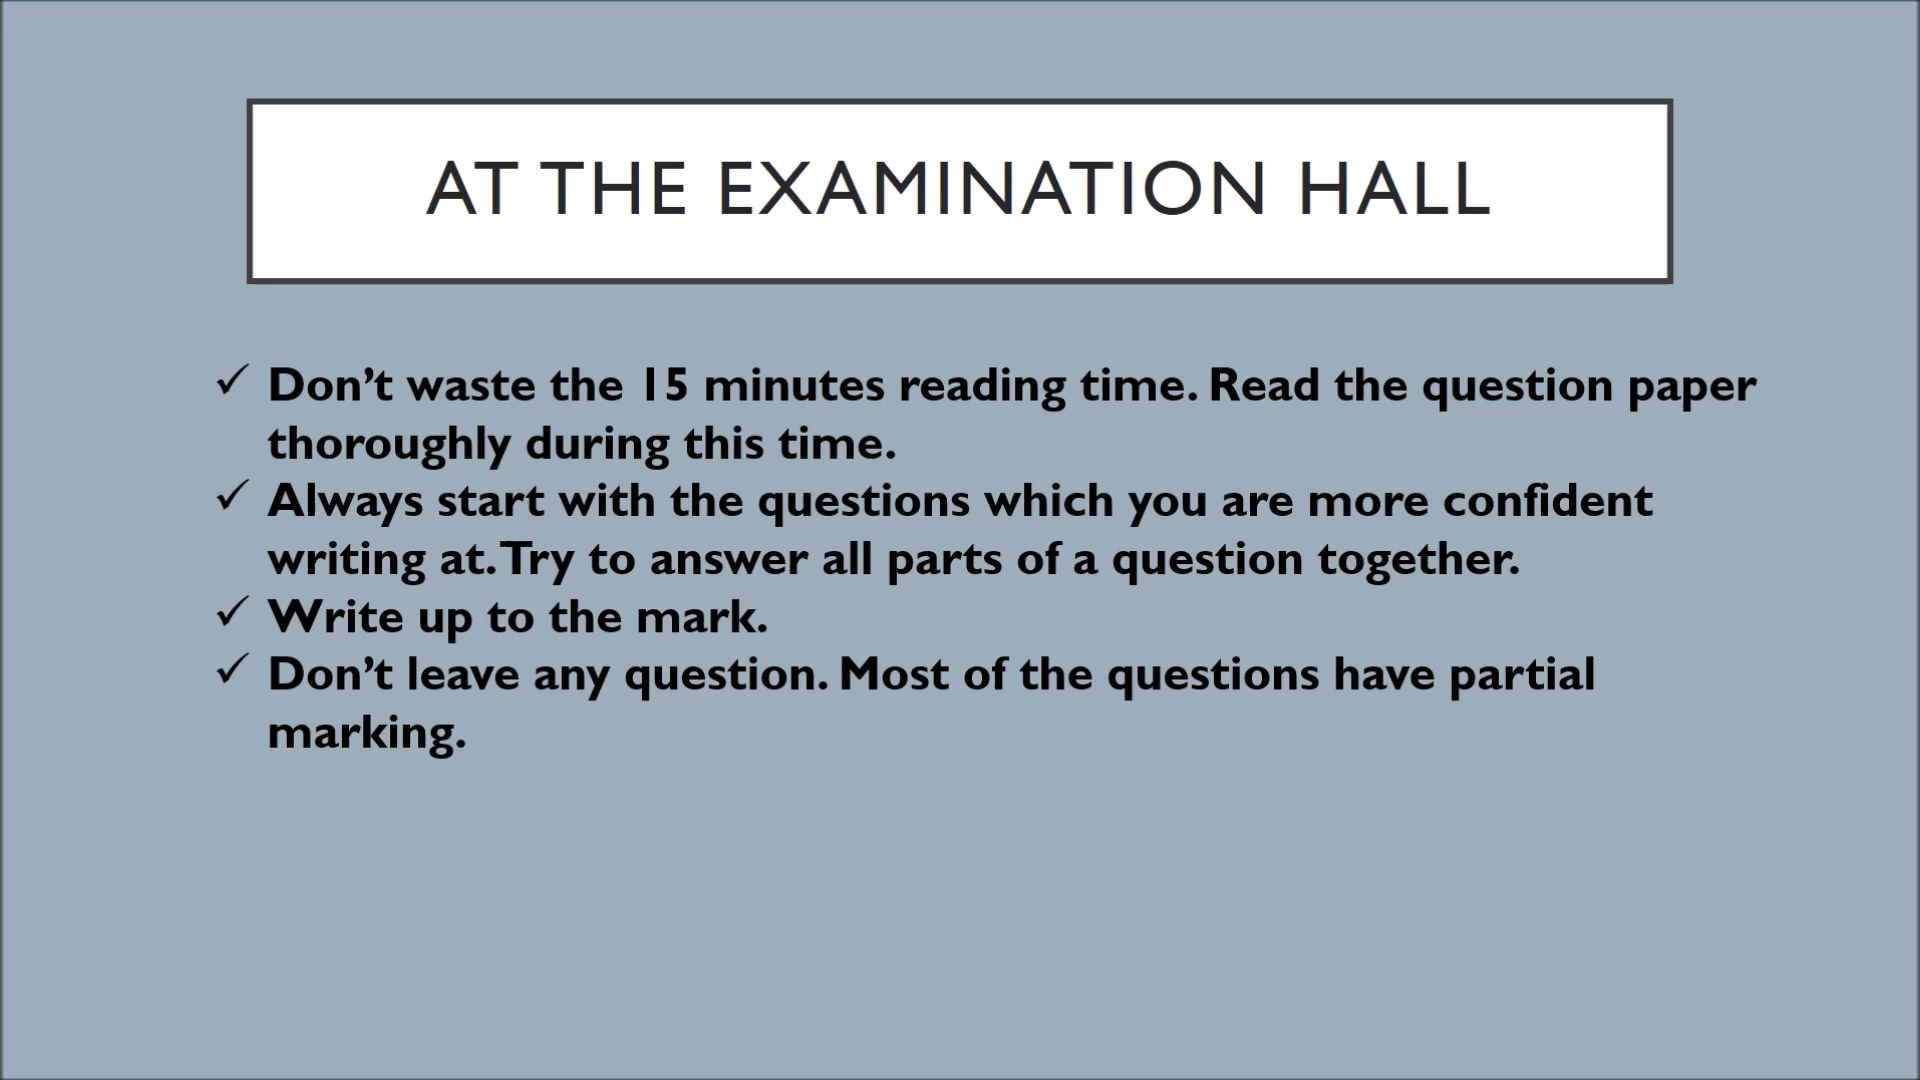 AT THE EXAMINATION HALL
✓ Don’t waste the 15 minutes reading time. Read the question paper
thoroughly during this time.
✓ Always start with the questions which you are more confident
writing at. Try to answer all parts of a question together.
✓ Write up to the mark.
✓ Don’t leave any question. Most of the questions have partial
marking.